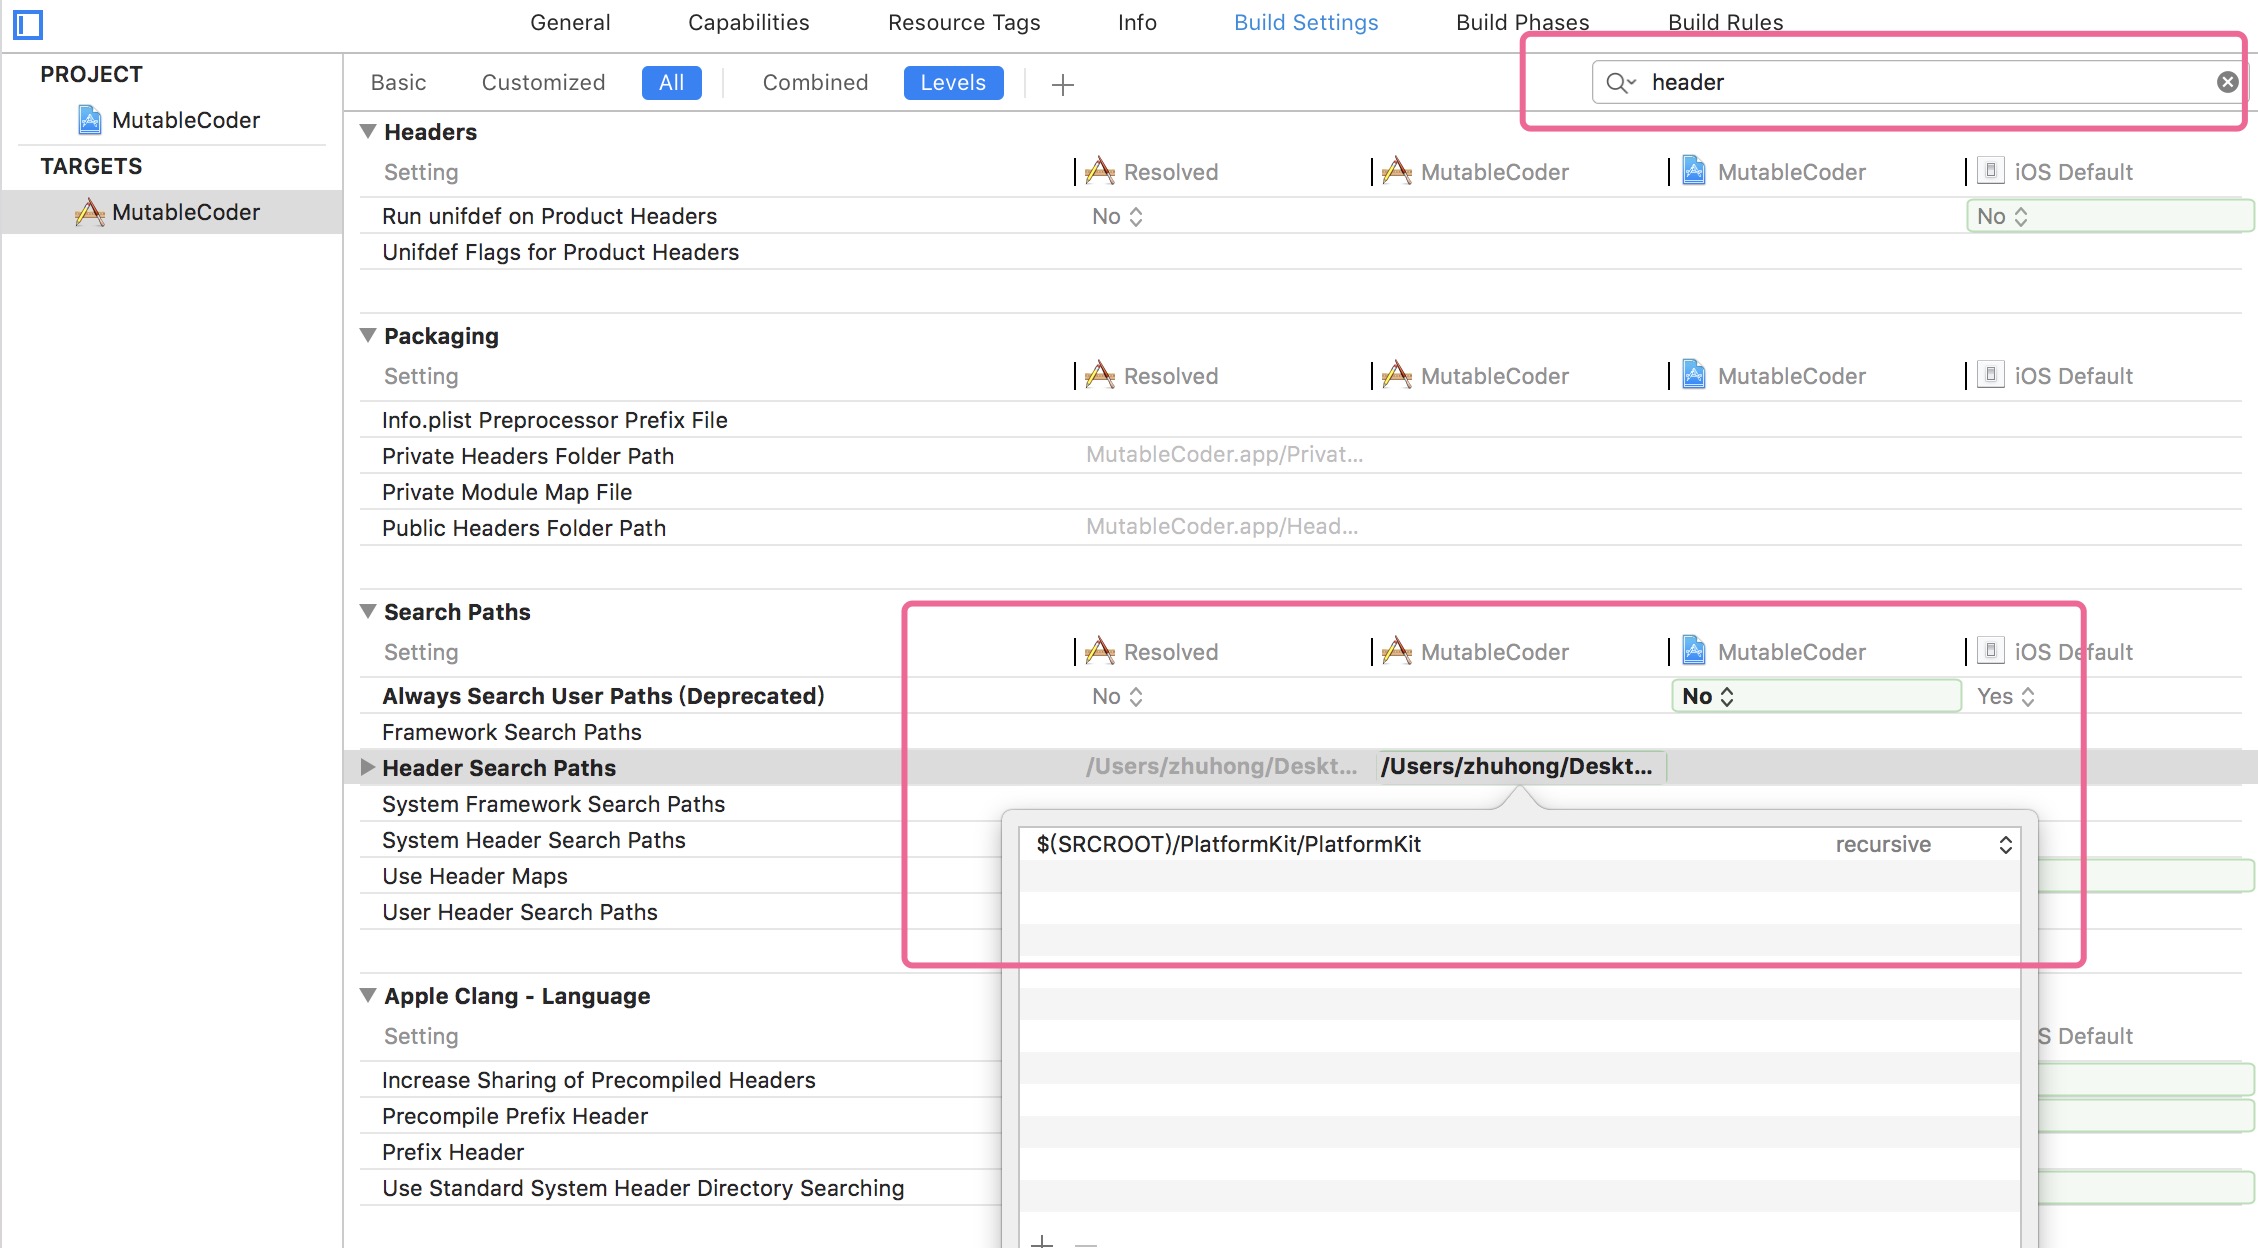 General Capabilities Resource Tags Info Build Settings Build Phases Build Rules
PROJECT
MutableCoder
TARGETS
MutableCoder
Basic Customized All Combined Levels header
Headers
Setting Resolved MutableCoder MutableCoder iOS Default
Run unifdef on Product Headers No No
Unifdef Flags for Product Headers
Packaging
Setting Resolved MutableCoder MutableCoder iOS Default
Info.plist Preprocessor Prefix File
Private Headers Folder Path MutableCoder.app/Privat...
Private Module Map File
Public Headers Folder Path MutableCoder.app/Head...
Search Paths
Setting Resolved MutableCoder MutableCoder iOS Default
Always Search User Paths (Deprecated) No No Yes
Framework Search Paths
Header Search Paths /Users/zhuhong/Deskt... /Users/zhuhong/Deskt...
System Framework Search Paths
System Header Search Paths
$(SRCROOT)/PlatformKit/PlatformKit recursive
Use Header Maps
User Header Search Paths
Apple Clang - Language
Setting S Default
Increase Sharing of Precompiled Headers
Precompile Prefix Header
Prefix Header
Use Standard System Header Directory Searching